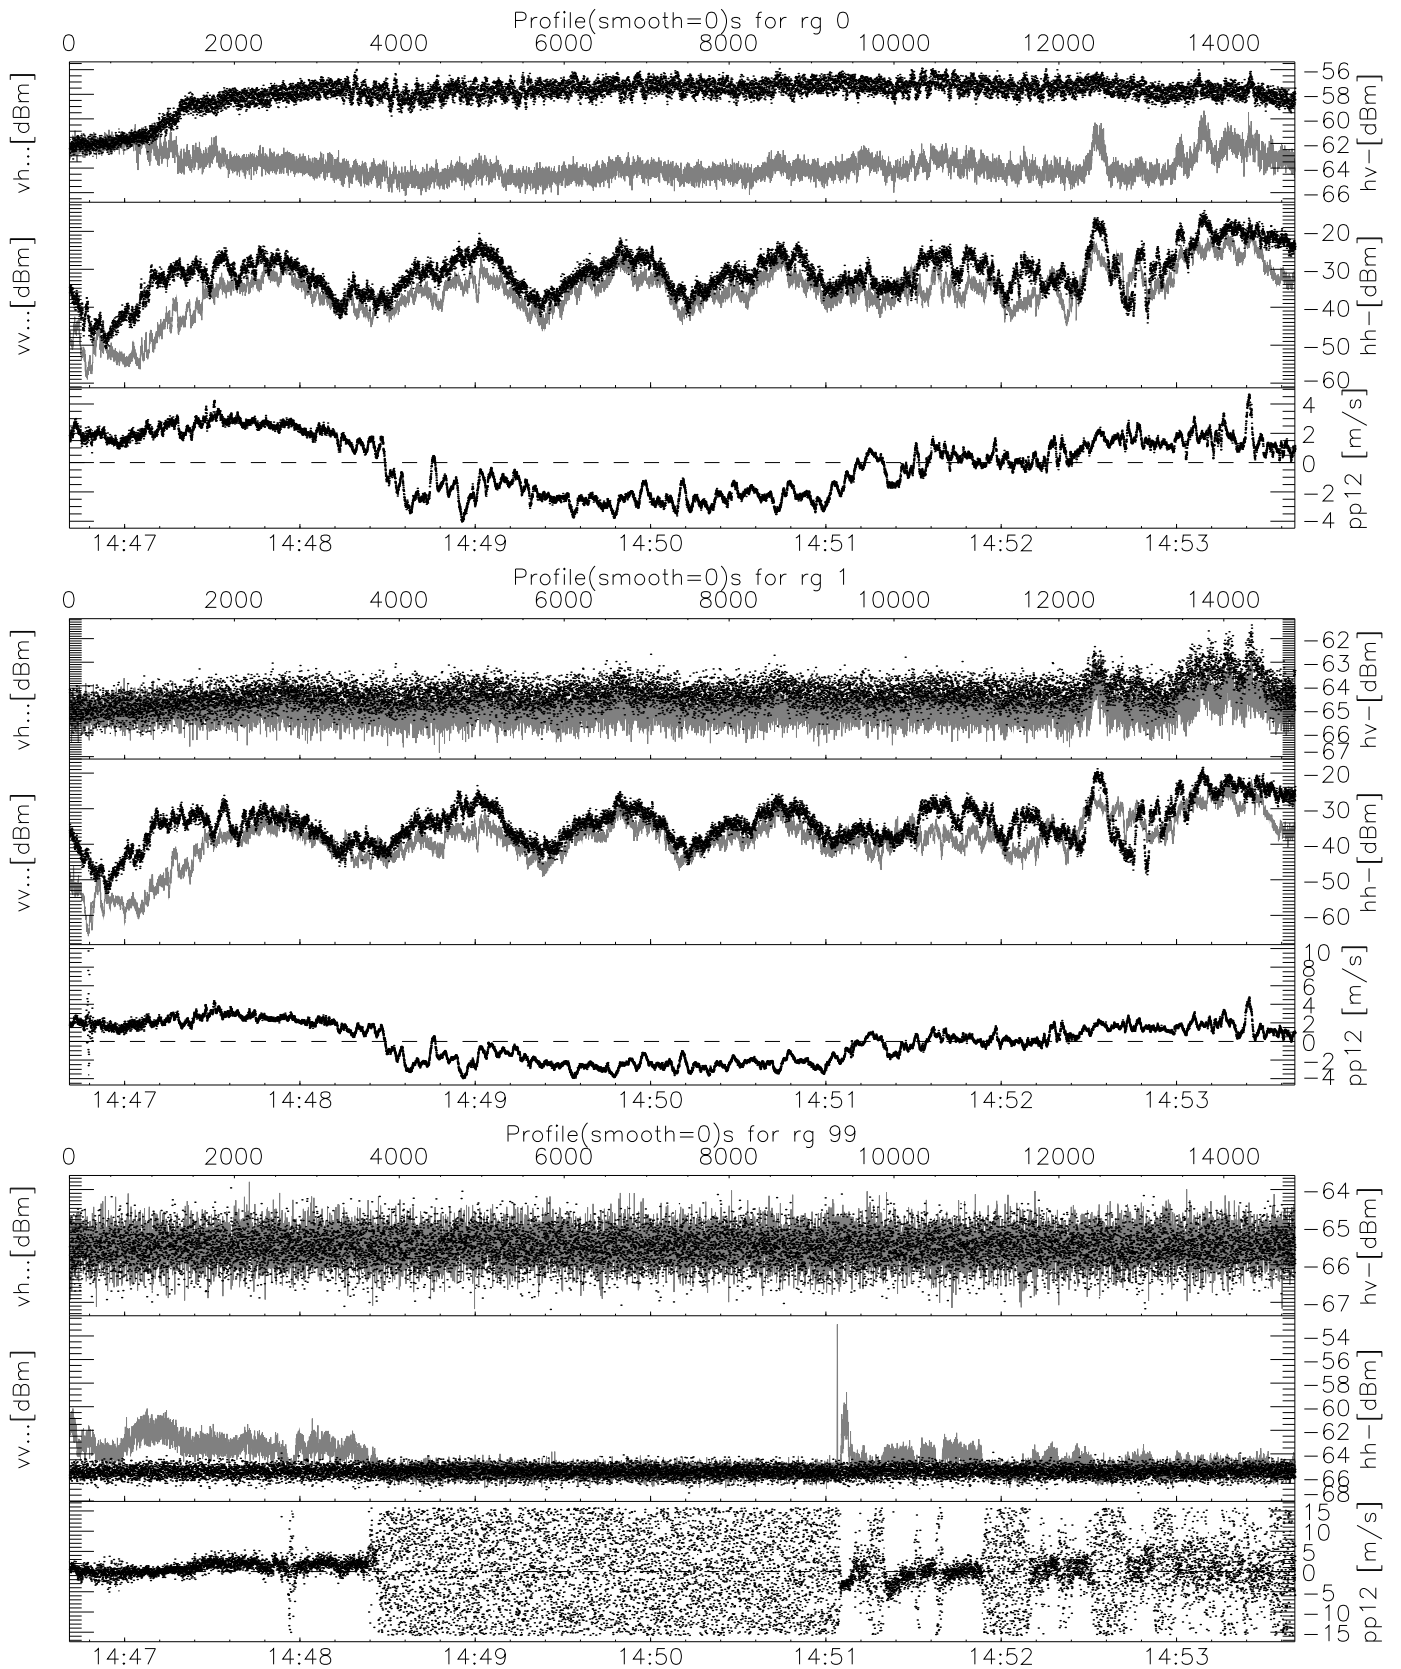 Profile(smooth=0)s for rg 0
0 2000 4000 6000 8000 10000 12000 14000
vh...[dBm]
-56
-58
-60
-62
-64
-66
hv-[dBm]
vv...[dBm]
-20
-30
-40
-50
-60
hh-[dBm]
4
2
0
-2
-4
pp12 [m/s]
14:47 14:48 14:49 14:50 14:51 14:52 14:53
Profile(smooth=0)s for rg 1
0 2000 4000 6000 8000 10000 12000 14000
vh...[dBm]
-62
-63
-64
-65
-66
-67
hv-[dBm]
vv...[dBm]
-20
-30
-40
-50
-60
hh-[dBm]
10
8
6
4
2
0
-2
-4
pp12 [m/s]
14:47 14:48 14:49 14:50 14:51 14:52 14:53
Profile(smooth=0)s for rg 99
0 2000 4000 6000 8000 10000 12000 14000
vh...[dBm]
-64
-65
-66
-67
hv-[dBm]
vv...[dBm]
-54
-56
-58
-60
-62
-64
-66
-68
hh-[dBm]
15
10
5
0
-5
-10
-15
pp12 [m/s]
14:47 14:48 14:49 14:50 14:51 14:52 14:53